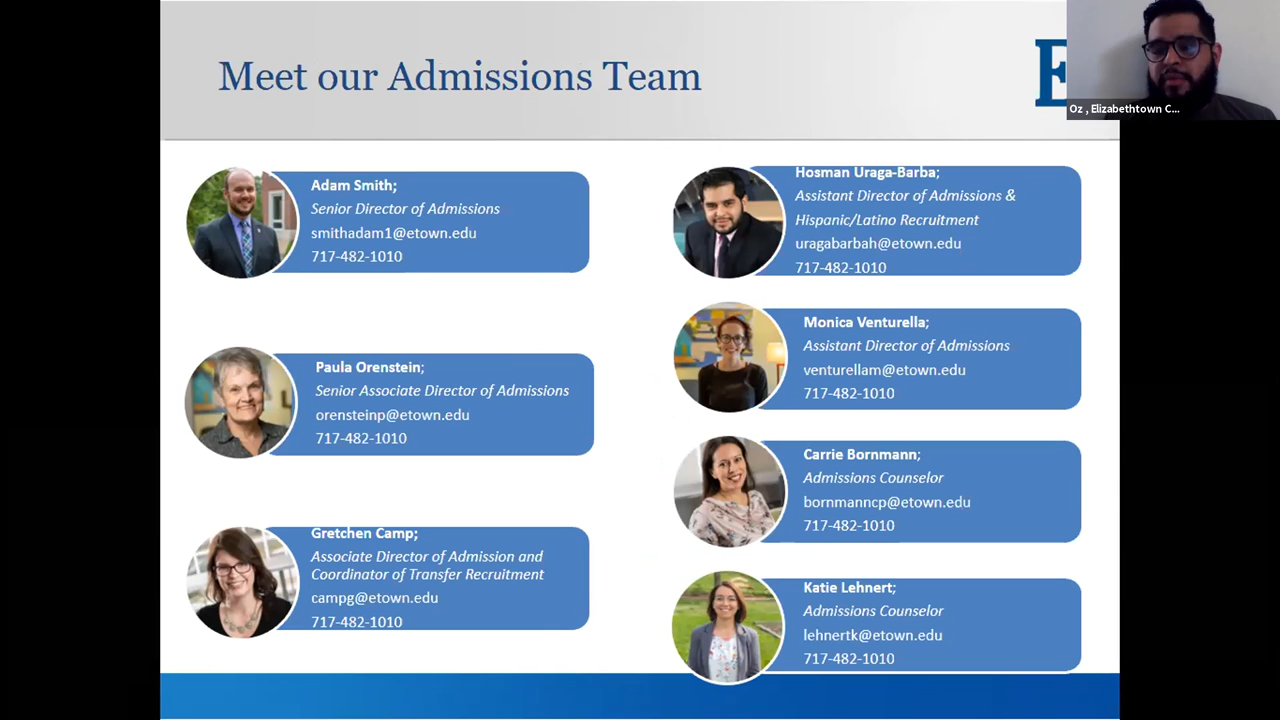 Meet our Admissions Team
E
Oz , Elizabethtown C...
Adam Smith;
Senior Director of Admissions
smithadam1@etown.edu
717-482-1010
Paula Orenstein;
Senior Associate Director of Admissions
orensteinp@etown.edu
717-482-1010
Gretchen Camp;
Associate Director of Admission and
Coordinator of Transfer Recruitment
campg@etown.edu
717-482-1010
Hosman Uraga-Barba;
Assistant Director of Admissions &
Hispanic/Latino Recruitment
uragabarbah@etown.edu
717-482-1010
Monica Venturella;
Assistant Director of Admissions
venturellam@etown.edu
717-482-1010
Carrie Bornmann;
Admissions Counselor
bornmanncp@etown.edu
717-482-1010
Katie Lehnert;
Admissions Counselor
lehnertk@etown.edu
717-482-1010